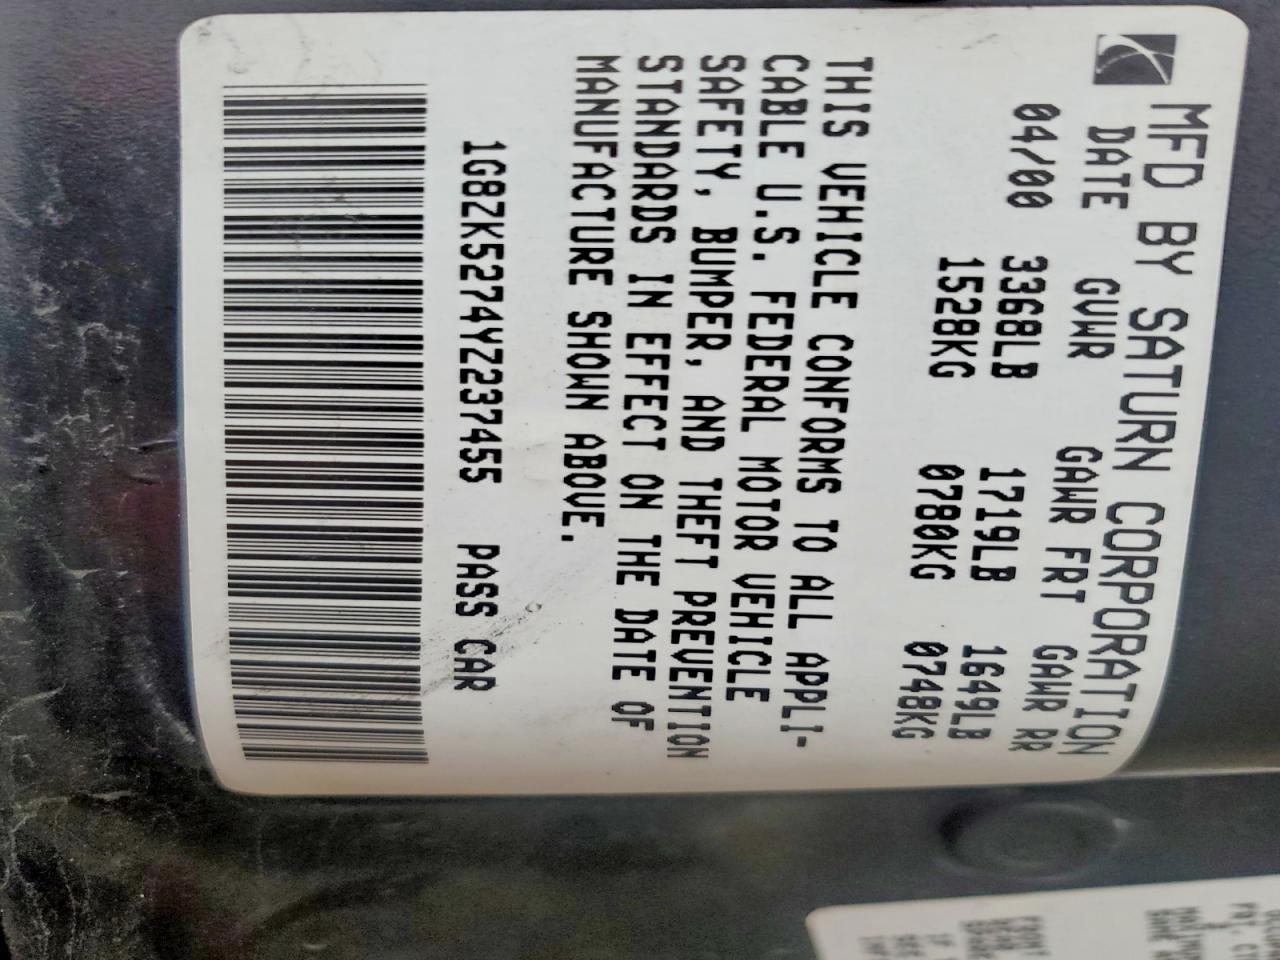 MFD BY SATURN CORPORATION
DATE GVWR GAWR FRT GAWR RR
04/00 3368LB 1719LB 1649LB
1528KG 0780KG 0748KG
THIS VEHICLE CONFORMS TO ALL APPLI-
CABLE U.S. FEDERAL MOTOR VEHICLE
SAFETY, BUMPER, AND THEFT PREVENTION
STANDARDS IN EFFECT ON THE DATE OF
MANUFACTURE SHOWN ABOVE.
1G8ZK5274YZ237455 PASS CAR